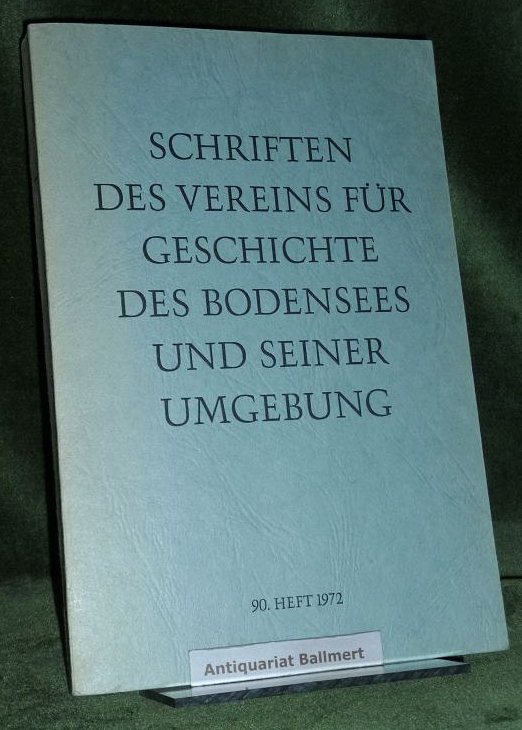 SCHRIFTEN
DES VEREINS FÜR
GESCHICHTE
DES BODENSEES
UND SEINER
UMGEBUNG
90. HEFT 1972
Antiquariat Ballmert